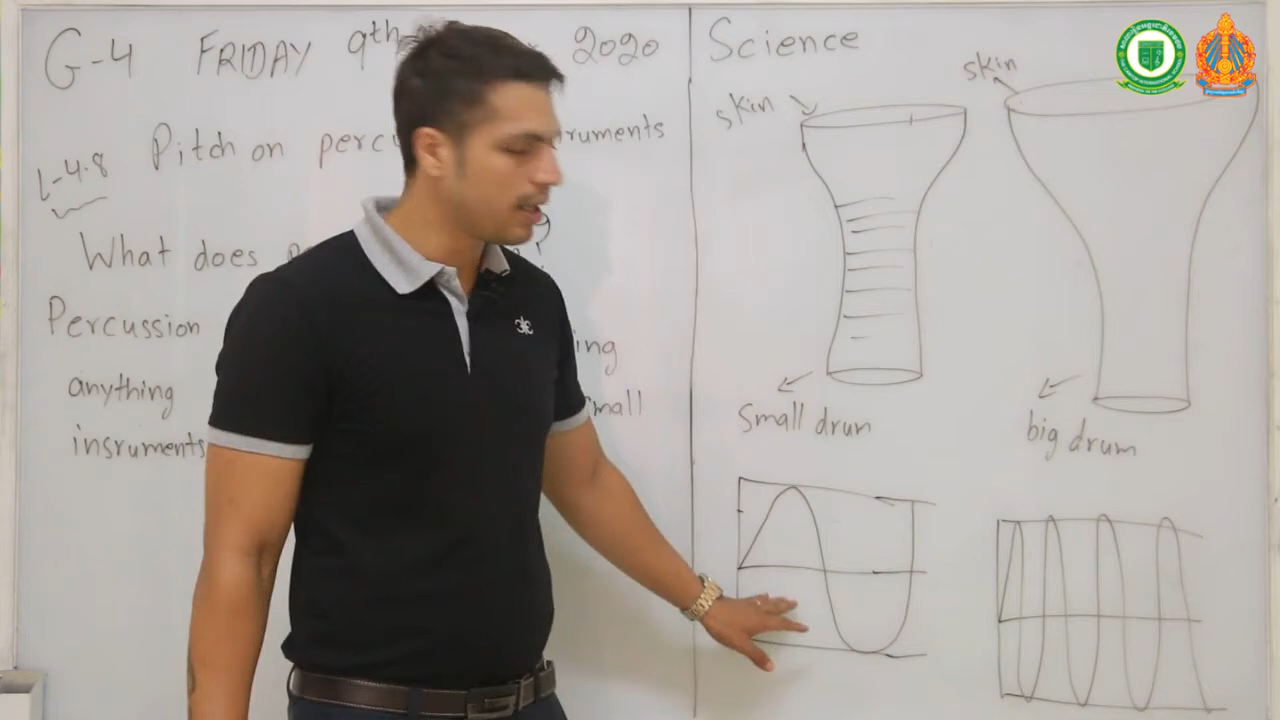 G-4 FRIDAY 9th 2020
L-4.8
Pitch on percu ruments
What does ?
Percussion ing
anything mall
insruments
Science
skin
skin
small drum
big drum